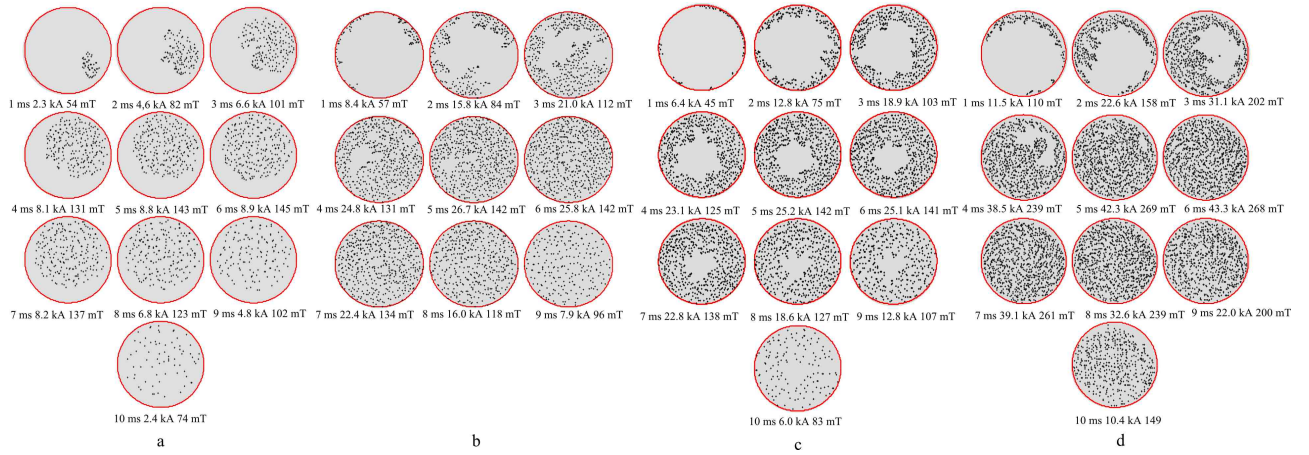 1 ms 2.3 kA 54 mT
2 ms 4,6 kA 82 mT
3 ms 6.6 kA 101 mT
4 ms 8.1 kA 131 mT
5 ms 8.8 kA 143 mT
6 ms 8.9 kA 145 mT
7 ms 8.2 kA 137 mT
8 ms 6.8 kA 123 mT
9 ms 4.8 kA 102 mT
10 ms 2.4 kA 74 mT
a
1 ms 8.4 kA 57 mT
2 ms 15.8 kA 84 mT
3 ms 21.0 kA 112 mT
4 ms 24.8 kA 131 mT
5 ms 26.7 kA 142 mT
6 ms 25.8 kA 142 mT
7 ms 22.4 kA 134 mT
8 ms 16.0 kA 118 mT
9 ms 7.9 kA 96 mT
b
1 ms 6.4 kA 45 mT
2 ms 12.8 kA 75 mT
3 ms 18.9 kA 103 mT
4 ms 23.1 kA 125 mT
5 ms 25.2 kA 142 mT
6 ms 25.1 kA 141 mT
7 ms 22.8 kA 138 mT
8 ms 18.6 kA 127 mT
9 ms 12.8 kA 107 mT
10 ms 6.0 kA 83 mT
c
1 ms 11.5 kA 110 mT
2 ms 22.6 kA 158 mT
3 ms 31.1 kA 202 mT
4 ms 38.5 kA 239 mT
5 ms 42.3 kA 269 mT
6 ms 43.3 kA 268 mT
7 ms 39.1 kA 261 mT
8 ms 32.6 kA 239 mT
9 ms 22.0 kA 200 mT
10 ms 10.4 kA 149
d